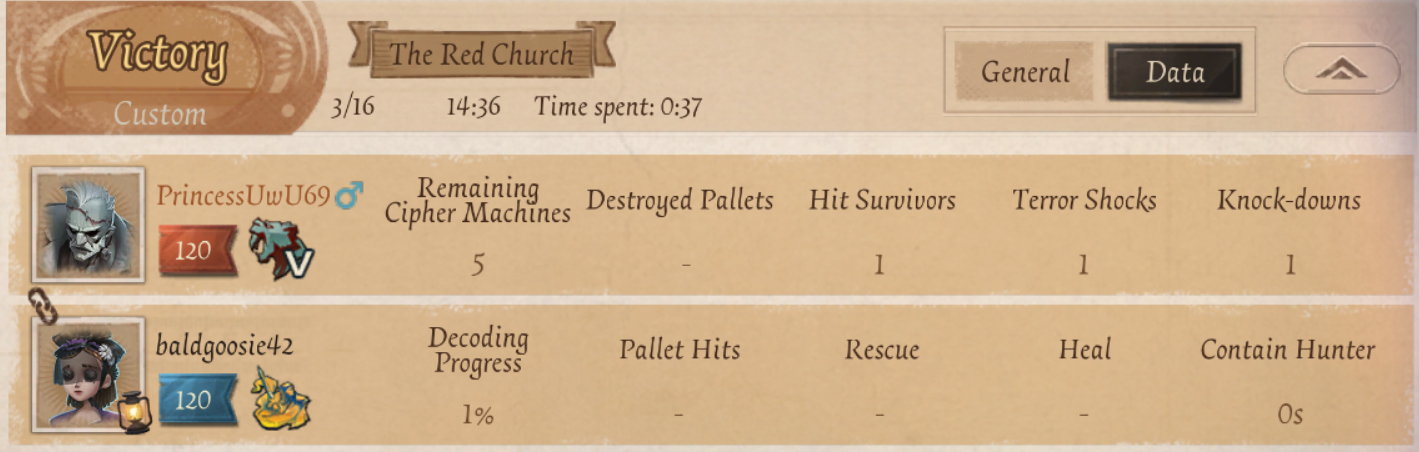 Victory
Custom
The Red Church
3/16 14:36 Time spent: 0:37
General Data
PrincessUwU69
120
V
Remaining Cipher Machines
Destroyed Pallets
Hit Survivors
Terror Shocks
Knock-downs
5 - 1 1 1
baldgoosie42
120
Decoding Progress
Pallet Hits
Rescue
Heal
Contain Hunter
1% - - - 0s